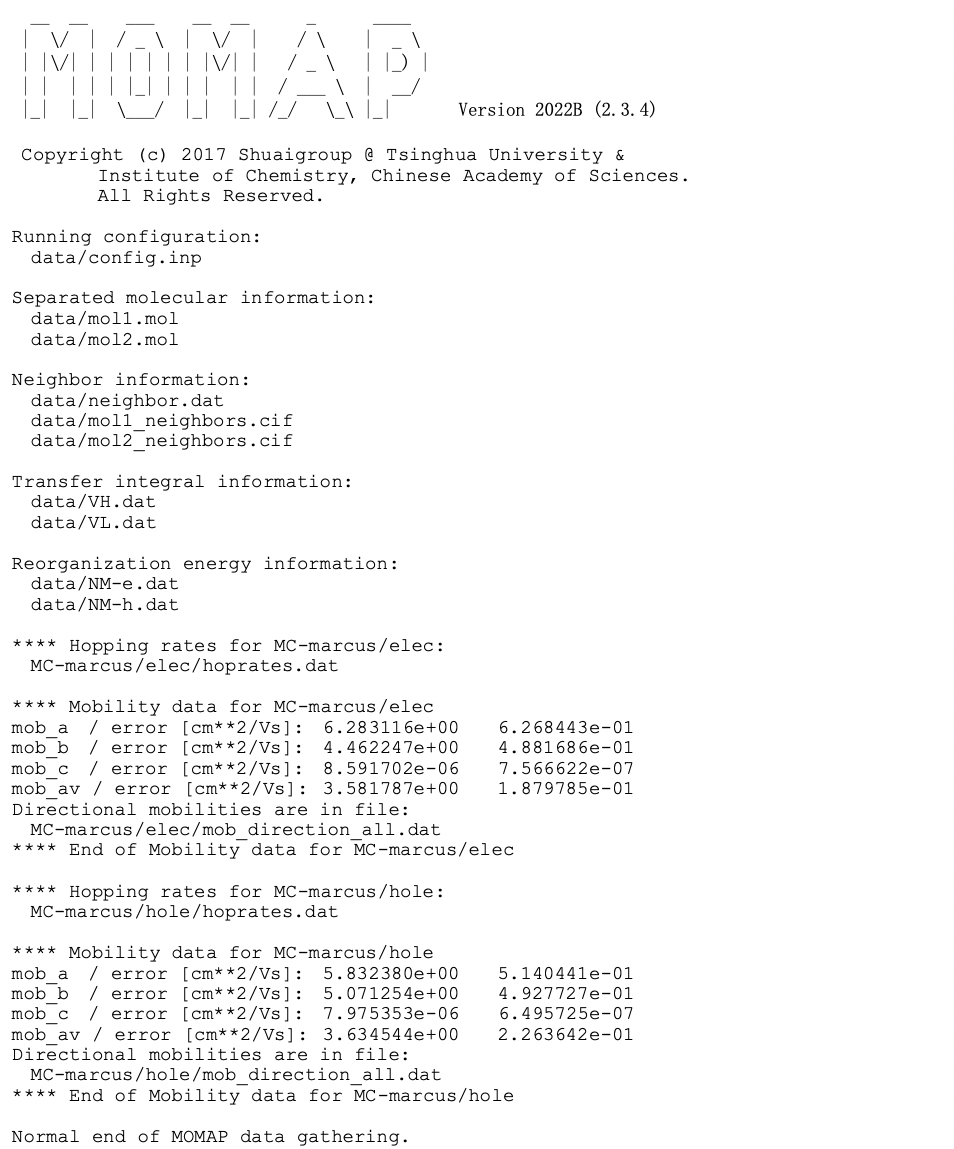 MOMAP Version 2022B (2.3.4)
Copyright (c) 2017 Shuaigroup @ Tsinghua University &
Institute of Chemistry, Chinese Academy of Sciences.
All Rights Reserved.
Running configuration:
data/config.inp
Separated molecular information:
data/mol1.mol
data/mol2.mol
Neighbor information:
data/neighbor.dat
data/mol1_neighbors.cif
data/mol2_neighbors.cif
Transfer integral information:
data/VH.dat
data/VL.dat
Reorganization energy information:
data/NM-e.dat
data/NM-h.dat
**** Hopping rates for MC-marcus/elec:
MC-marcus/elec/hoprates.dat
**** Mobility data for MC-marcus/elec
mob_a / error [cm**2/Vs]: 6.283116e+00 6.268443e-01
mob_b / error [cm**2/Vs]: 4.462247e+00 4.881686e-01
mob_c / error [cm**2/Vs]: 8.591702e-06 7.566622e-07
mob_av / error [cm**2/Vs]: 3.581787e+00 1.879785e-01
Directional mobilities are in file:
MC-marcus/elec/mob_direction_all.dat
**** End of Mobility data for MC-marcus/elec
**** Hopping rates for MC-marcus/hole:
MC-marcus/hole/hoprates.dat
**** Mobility data for MC-marcus/hole
mob_a / error [cm**2/Vs]: 5.832380e+00 5.140441e-01
mob_b / error [cm**2/Vs]: 5.071254e+00 4.927727e-01
mob_c / error [cm**2/Vs]: 7.975353e-06 6.495725e-07
mob_av / error [cm**2/Vs]: 3.634544e+00 2.263642e-01
Directional mobilities are in file:
MC-marcus/hole/mob_direction_all.dat
**** End of Mobility data for MC-marcus/hole
Normal end of MOMAP data gathering.